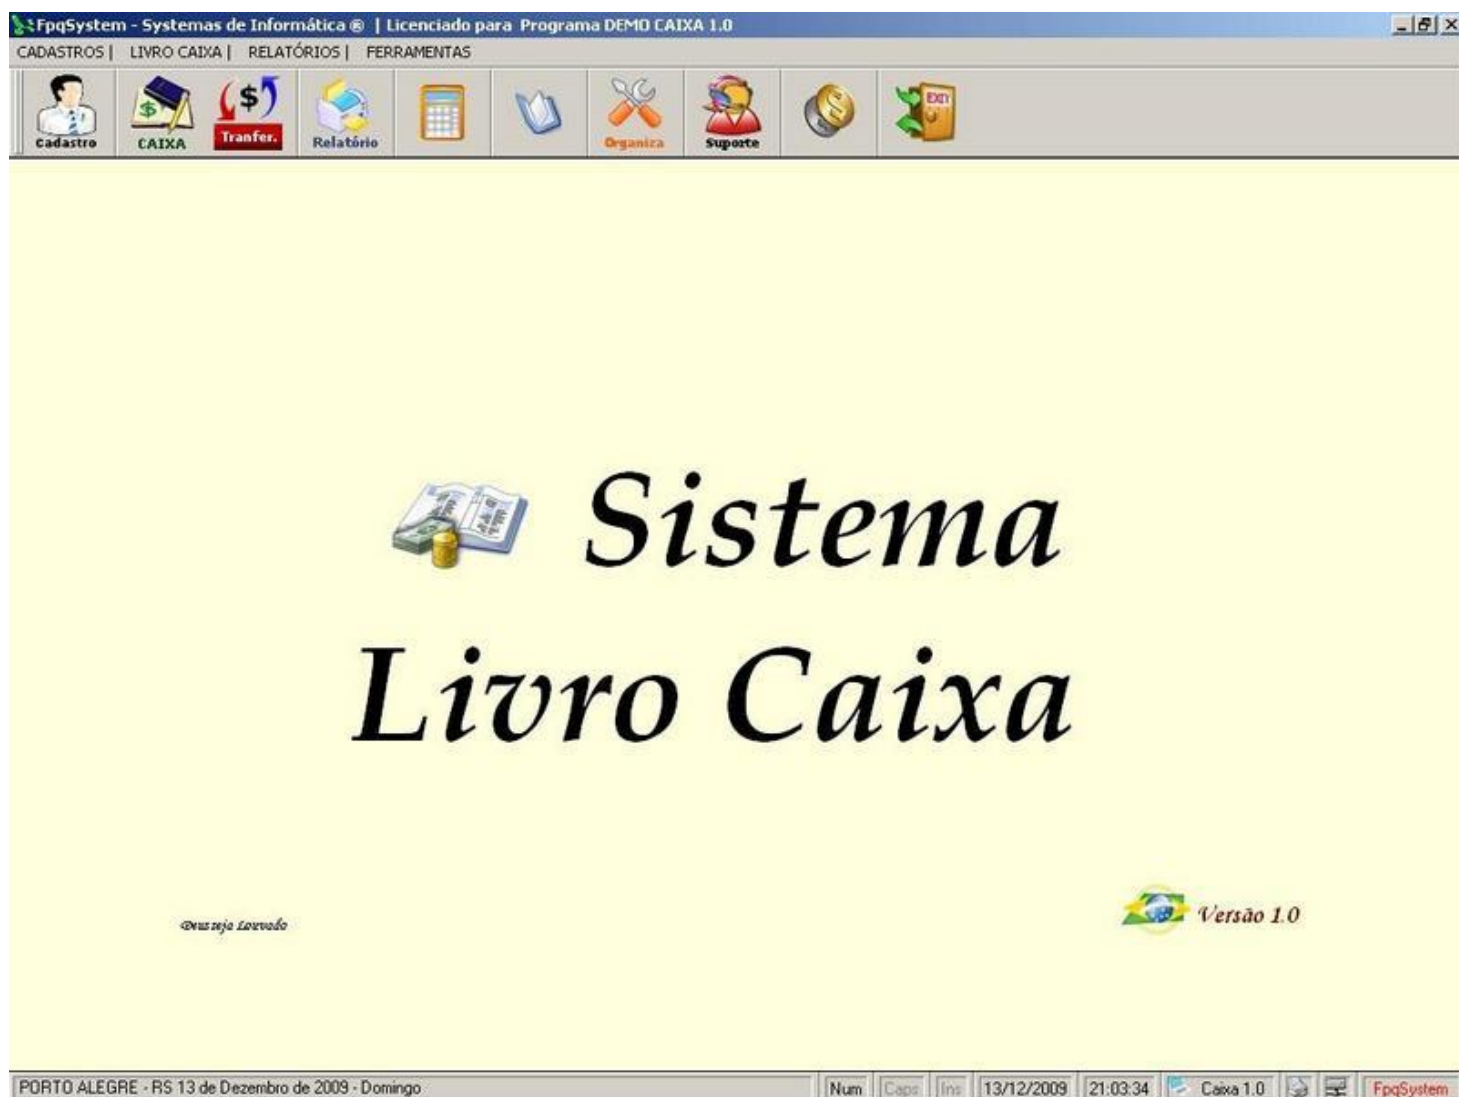 FpqSystem - Systemas de Informática ® | Licenciado para Programa DEMO CAIXA 1.0
CADASTROS | LIVRO CAIXA | RELATÓRIOS | FERRAMENTAS
Cadastro CAIXA $ Tranfer. Relatório Organiza Suporte EXIT
Sistema
Livro Caixa
Deus seja Louvado
Versão 1.0
PORTO ALEGRE - RS 13 de Dezembro de 2009 - Domingo Num Caps Ins 13/12/2009 21:03:34 Caixa 1.0 FpqSystem